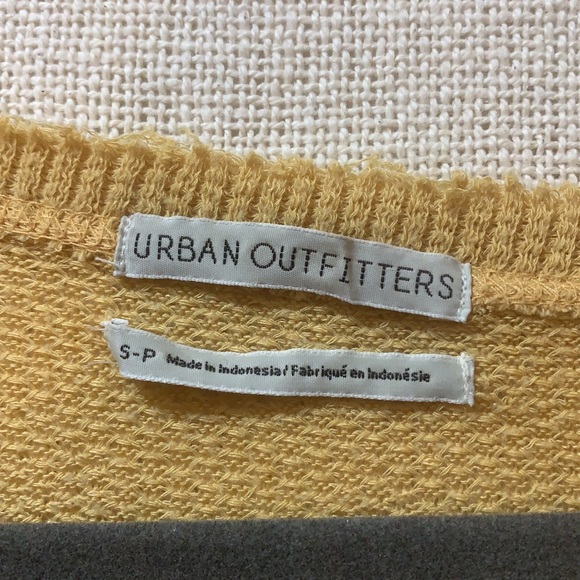 URBAN OUTFITTERS
S-P Made in Indonesia / Fabriqué en Indonésie